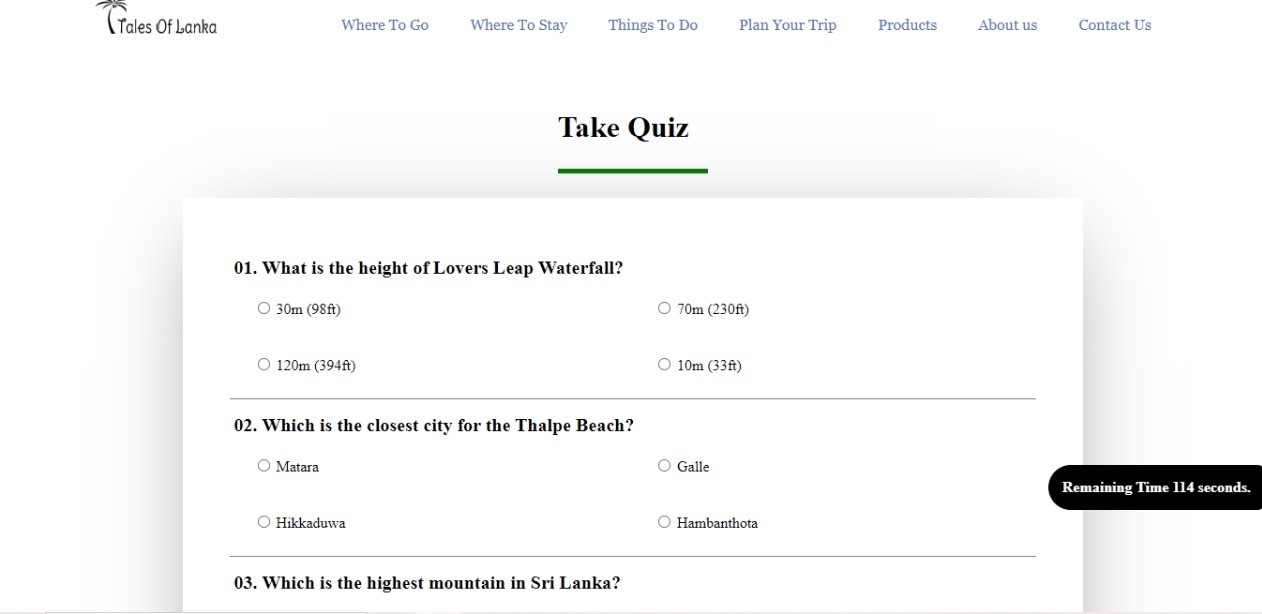 Tales Of Lanka
Where To Go Where To Stay Things To Do Plan Your Trip Products About us Contact Us
Take Quiz
01. What is the height of Lovers Leap Waterfall?
30m (98ft) 70m (230ft)
120m (394ft) 10m (33ft)
02. Which is the closest city for the Thalpe Beach?
Matara Galle
Remaining Time 114 seconds.
Hikkaduwa Hambanthota
03. Which is the highest mountain in Sri Lanka?